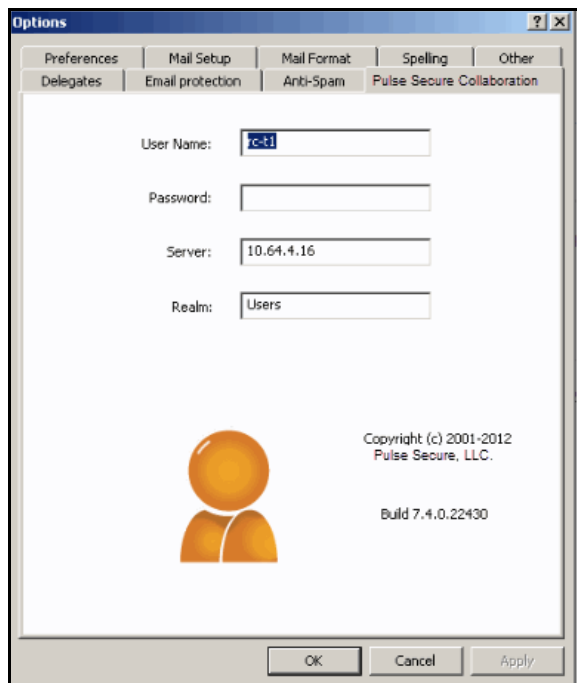 Options
Preferences Mail Setup Mail Format Spelling Other
Delegates Email protection Anti-Spam Pulse Secure Collaboration
User Name: rc-t1
Password:
Server: 10.64.4.16
Realm: Users
Copyright (c) 2001-2012
Pulse Secure, LLC.
Build 7.4.0.22430
OK Cancel Apply